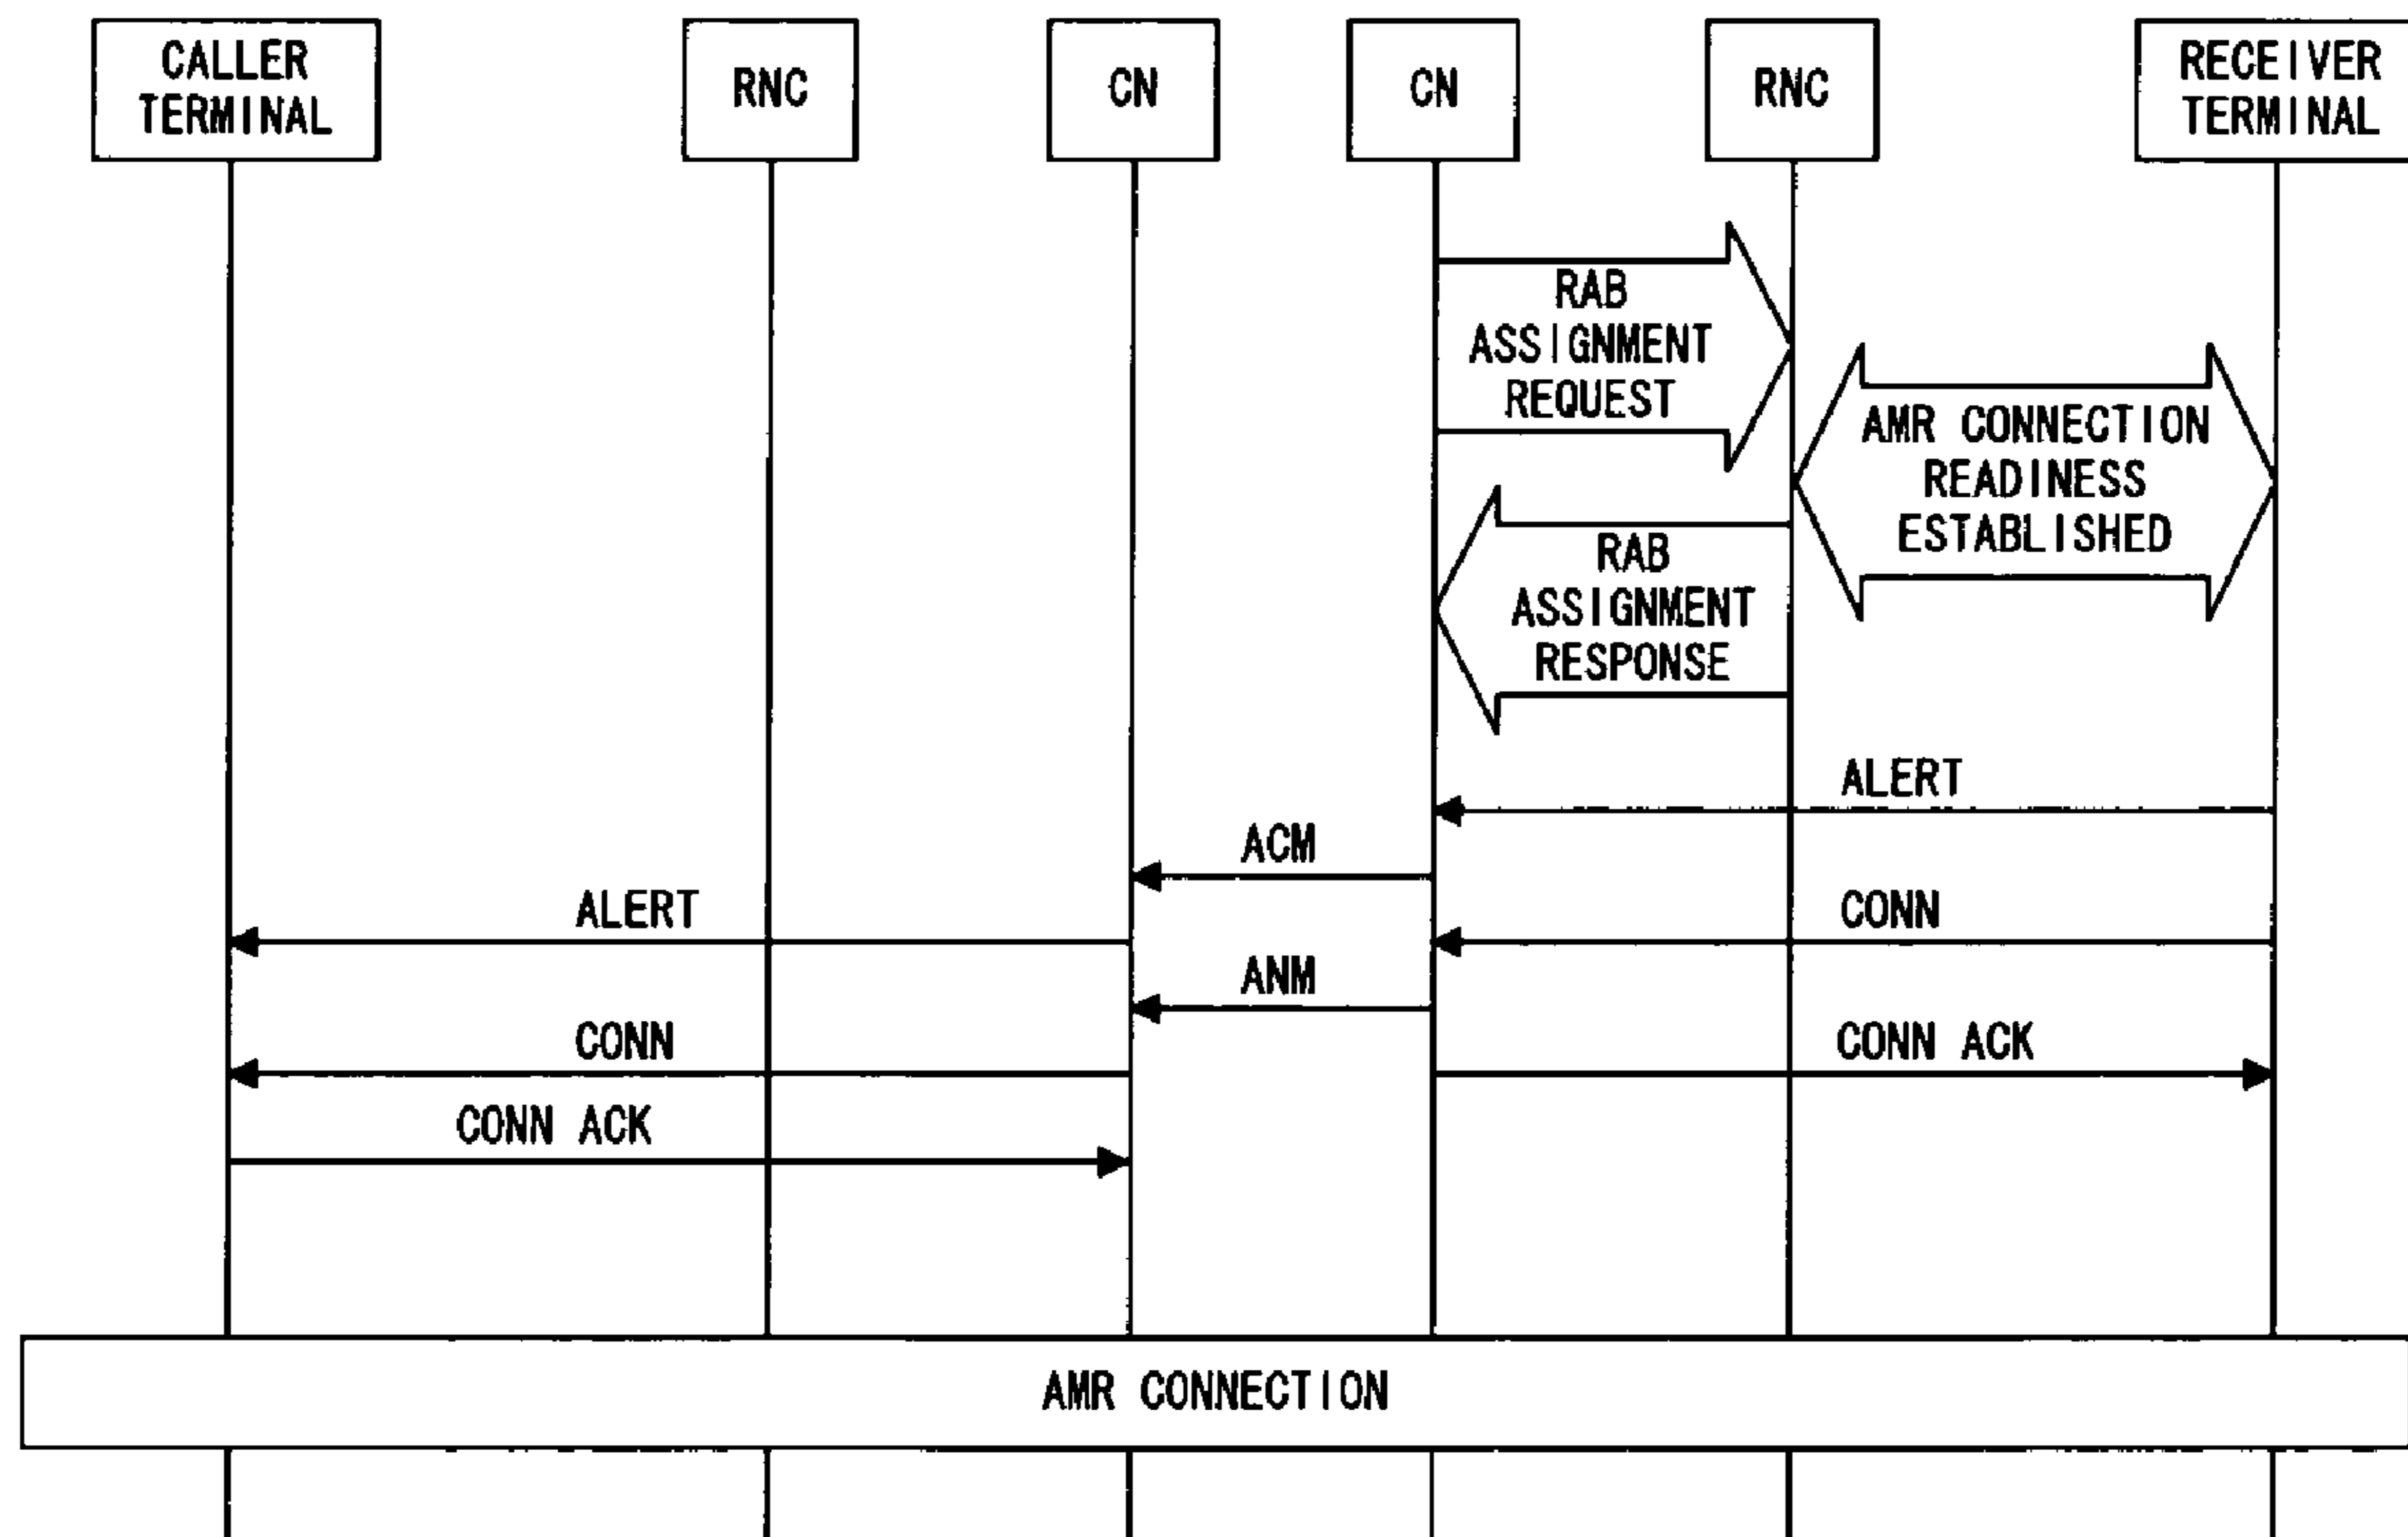 CALLER
TERMINAL
RNC
CN
CN
RNC
RECEIVER
TERMINAL
RAB
ASSIGNMENT
REQUEST
AMR CONNECTION
READINESS
ESTABLISHED
RAB
ASSIGNMENT
RESPONSE
ALERT
ACM
ALERT
CONN
ANM
CONN
CONN ACK
CONN ACK
AMR CONNECTION